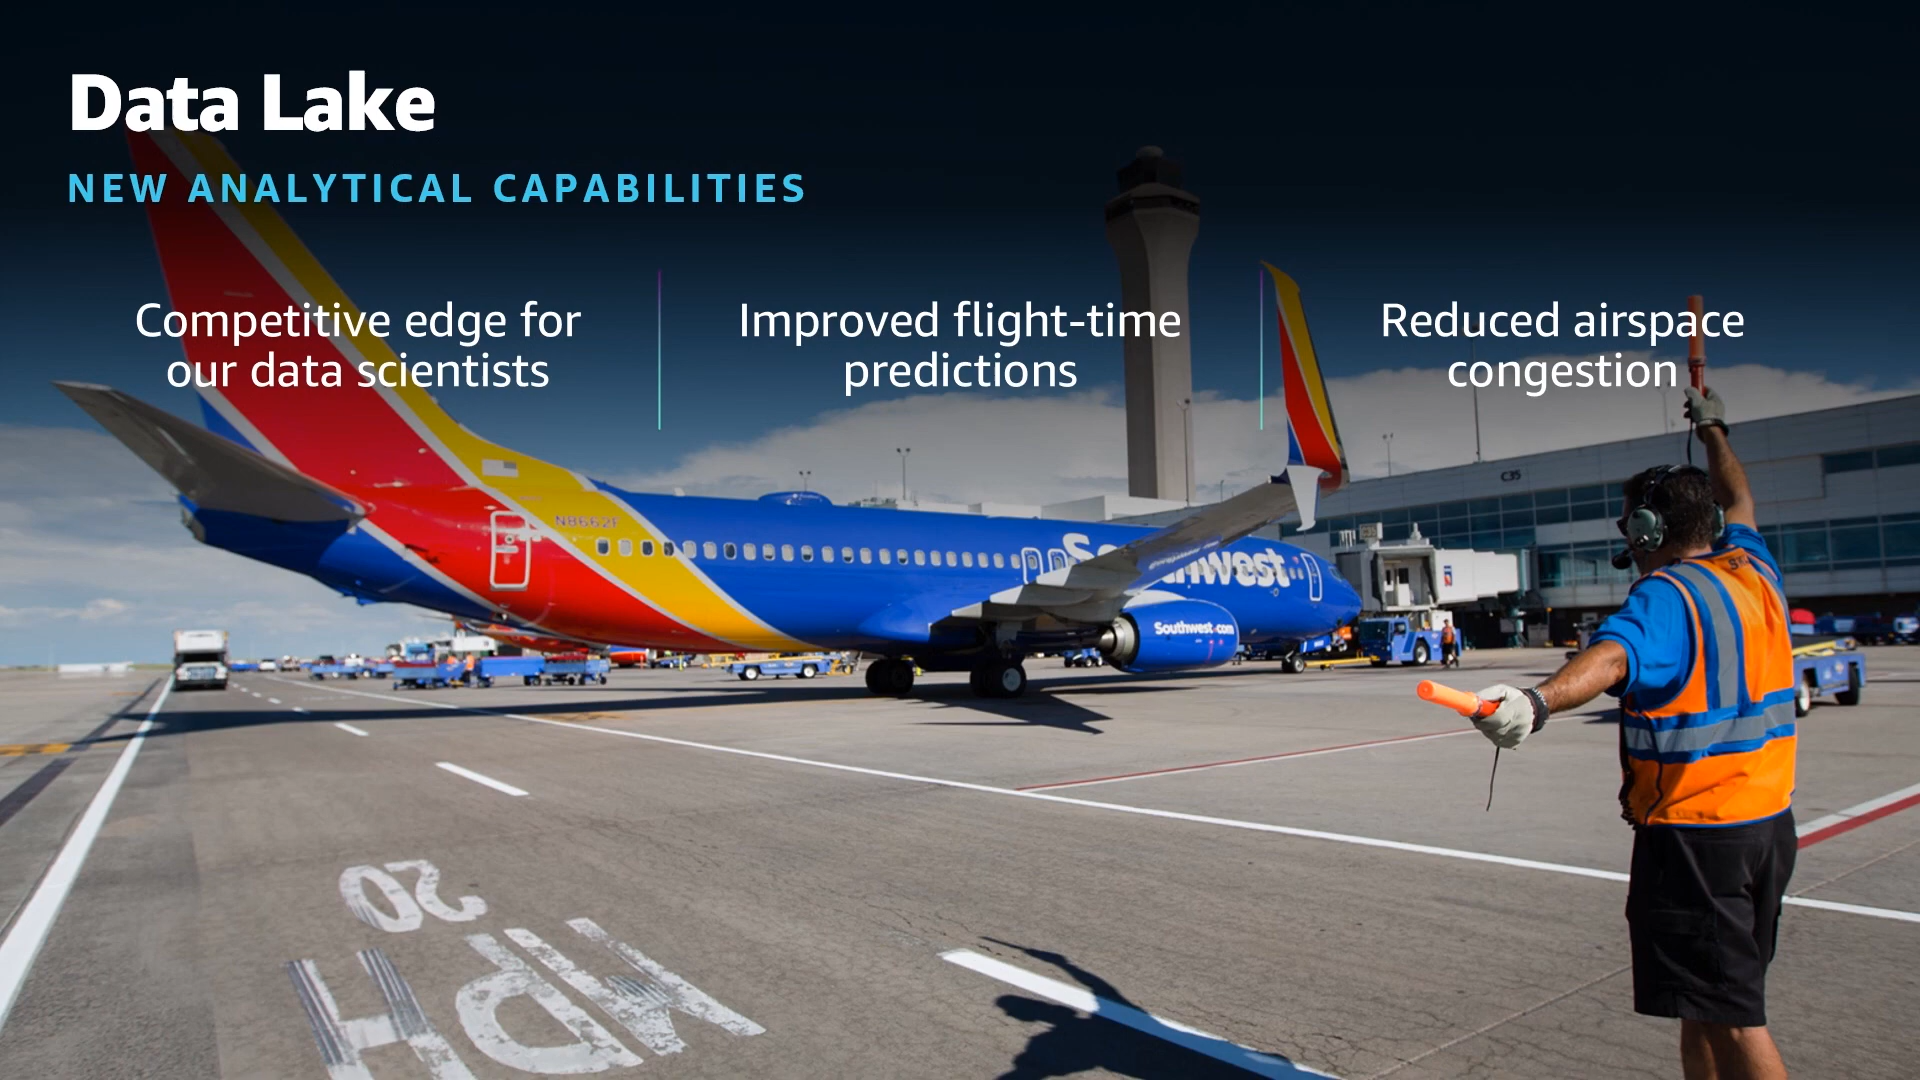 Data Lake
NEW ANALYTICAL CAPABILITIES
Competitive edge for
our data scientists
Improved flight-time
predictions
Reduced airspace
congestion
C35
N8662F
Southwest
Southwest.com
20
MPH